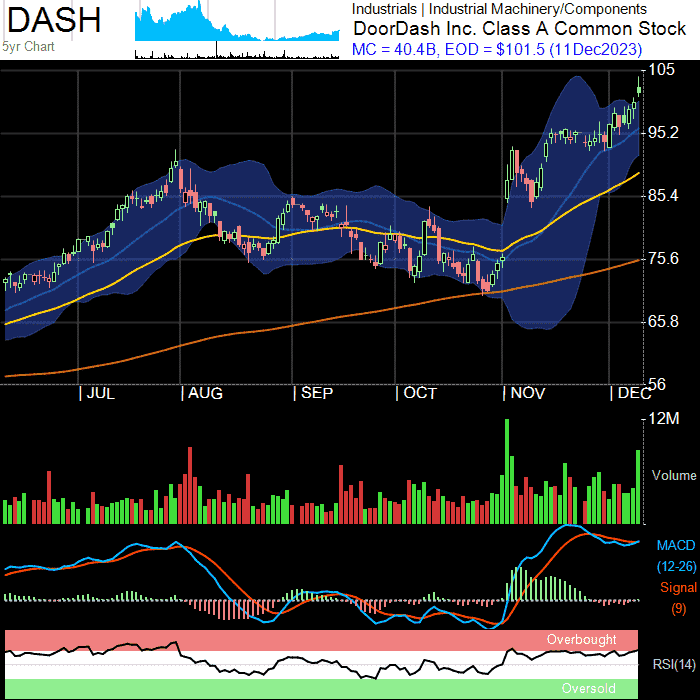 DASH
5yr Chart
Industrials | Industrial Machinery/Components
DoorDash Inc. Class A Common Stock
MC = 40.4B, EOD = $101.5 (11Dec2023)
105
95.2
85.4
75.6
65.8
56
| JUL | AUG | SEP | OCT | NOV | DEC
12M
Volume
MACD
(12-26)
Signal
(9)
Overbought
RSI(14)
Oversold